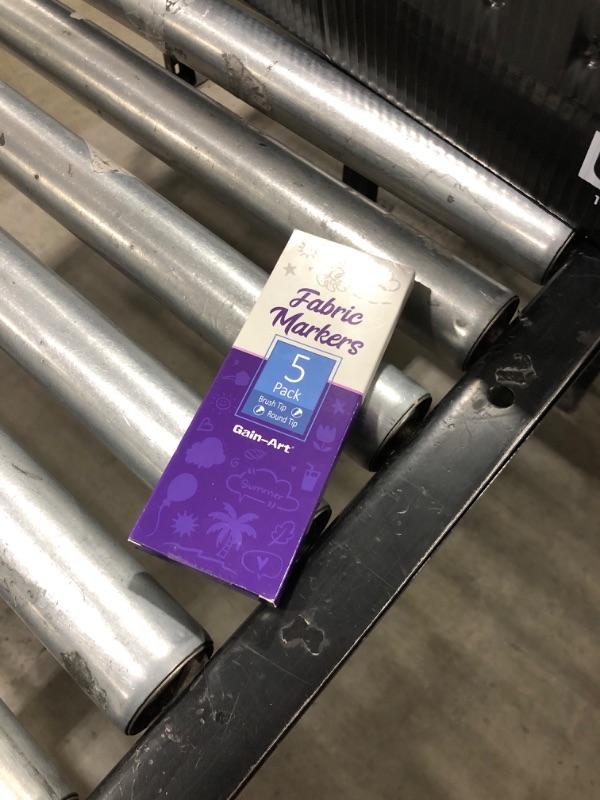 Fabric
Markers
5
Pack
Brush Tip
Round Tip
Gain-Art
Summer